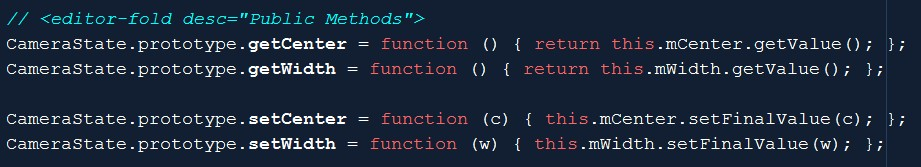 // <editor-fold desc="Public Methods">
CameraState.prototype.getCenter = function () { return this.mCenter.getValue(); };
CameraState.prototype.getWidth = function () { return this.mWidth.getValue(); };
CameraState.prototype.setCenter = function (c) { this.mCenter.setFinalValue(c); };
CameraState.prototype.setWidth = function (w) { this.mWidth.setFinalValue(w); };